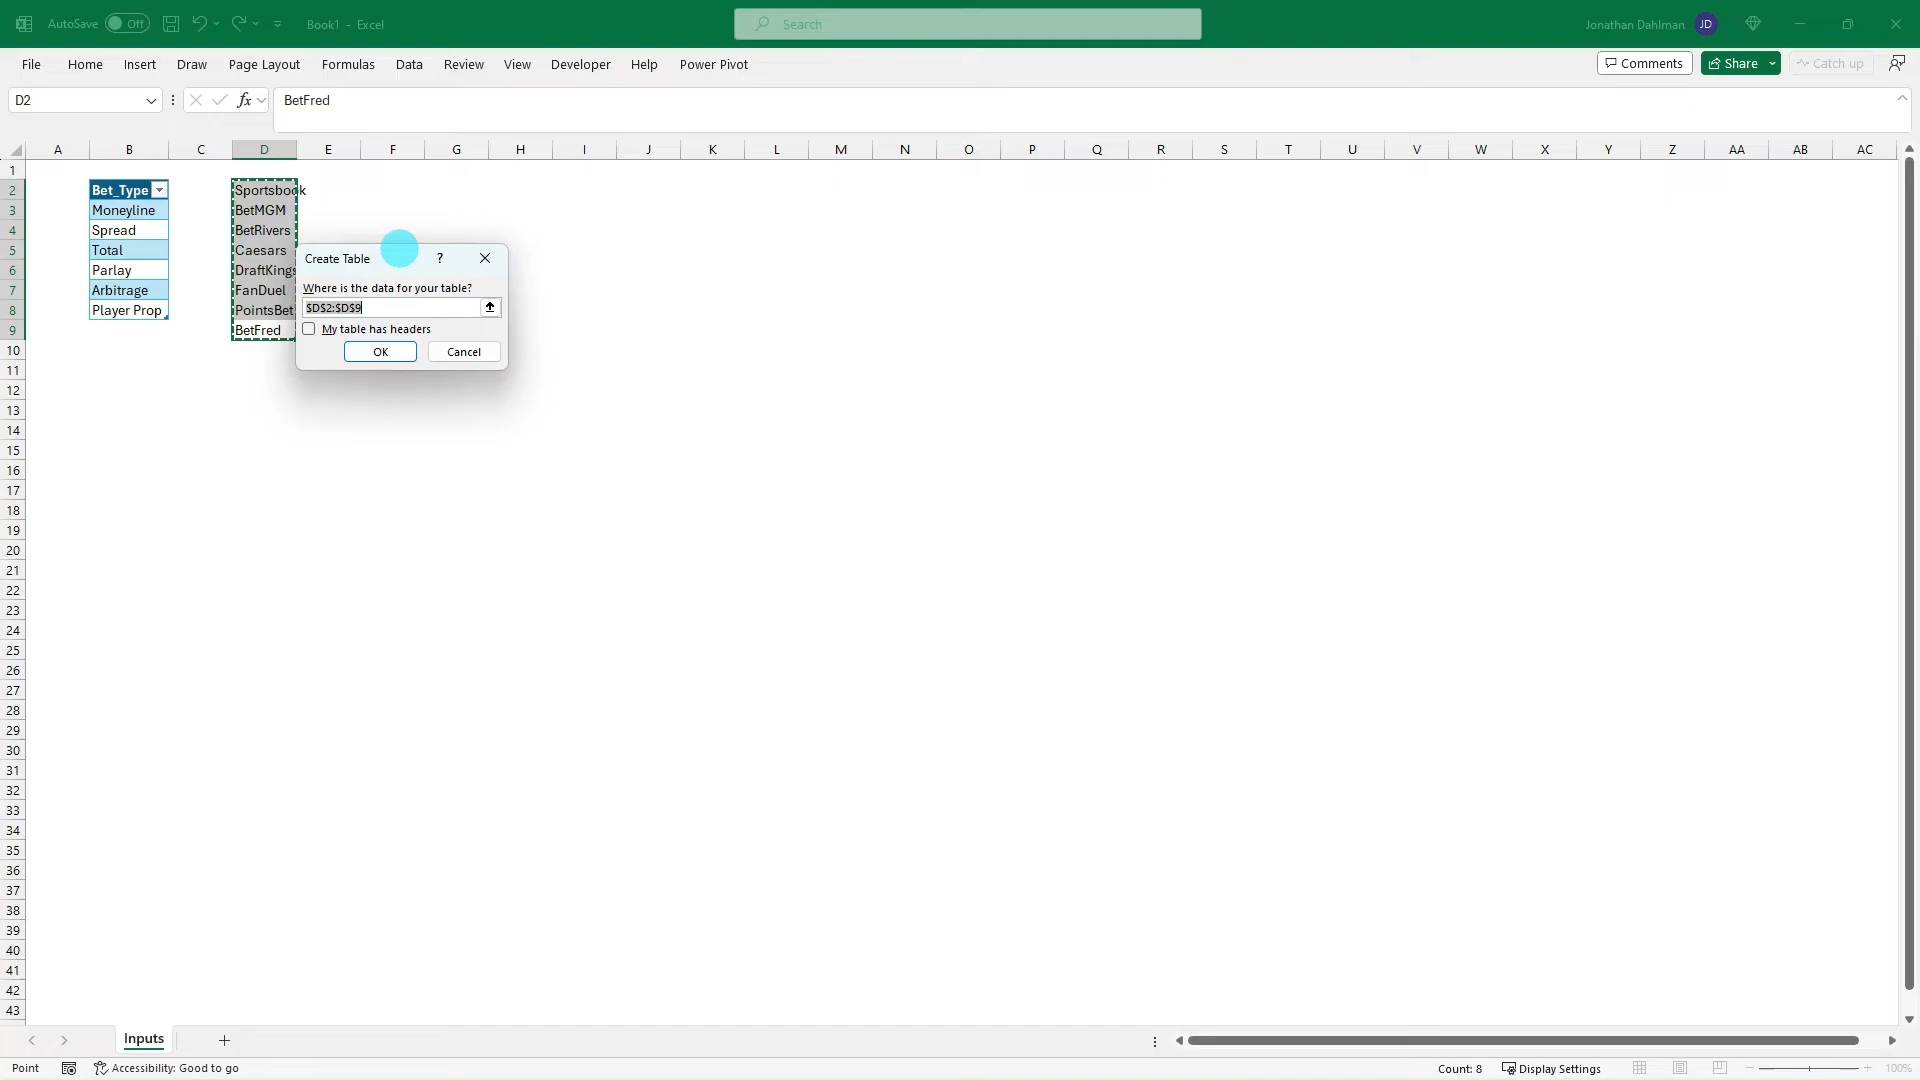 AutoSave Off Book1 - Excel Search Jonathan Dahlman JD
File Home Insert Draw Page Layout Formulas Data Review View Developer Help Power Pivot Comments Share Catch up
D2 fx BetFred
A B C D E F G H I J K L M N O P Q R S T U V W X Y Z AA AB AC
1
2 Bet_Type Sportsbook
3 Moneyline BetMGM
4 Spread BetRivers
5 Total Caesars
6 Parlay DraftKings
7 Arbitrage FanDuel
8 Player Prop PointsBet
9 BetFred
Create Table ?
Where is the data for your table?
$D$2:$D$9
My table has headers
OK Cancel
10
11
12
13
14
15
16
17
18
19
20
21
22
23
24
25
26
27
28
29
30
31
32
33
34
35
36
37
38
39
40
41
42
43
Inputs
Point Accessibility: Good to go Count: 8 Display Settings 100%